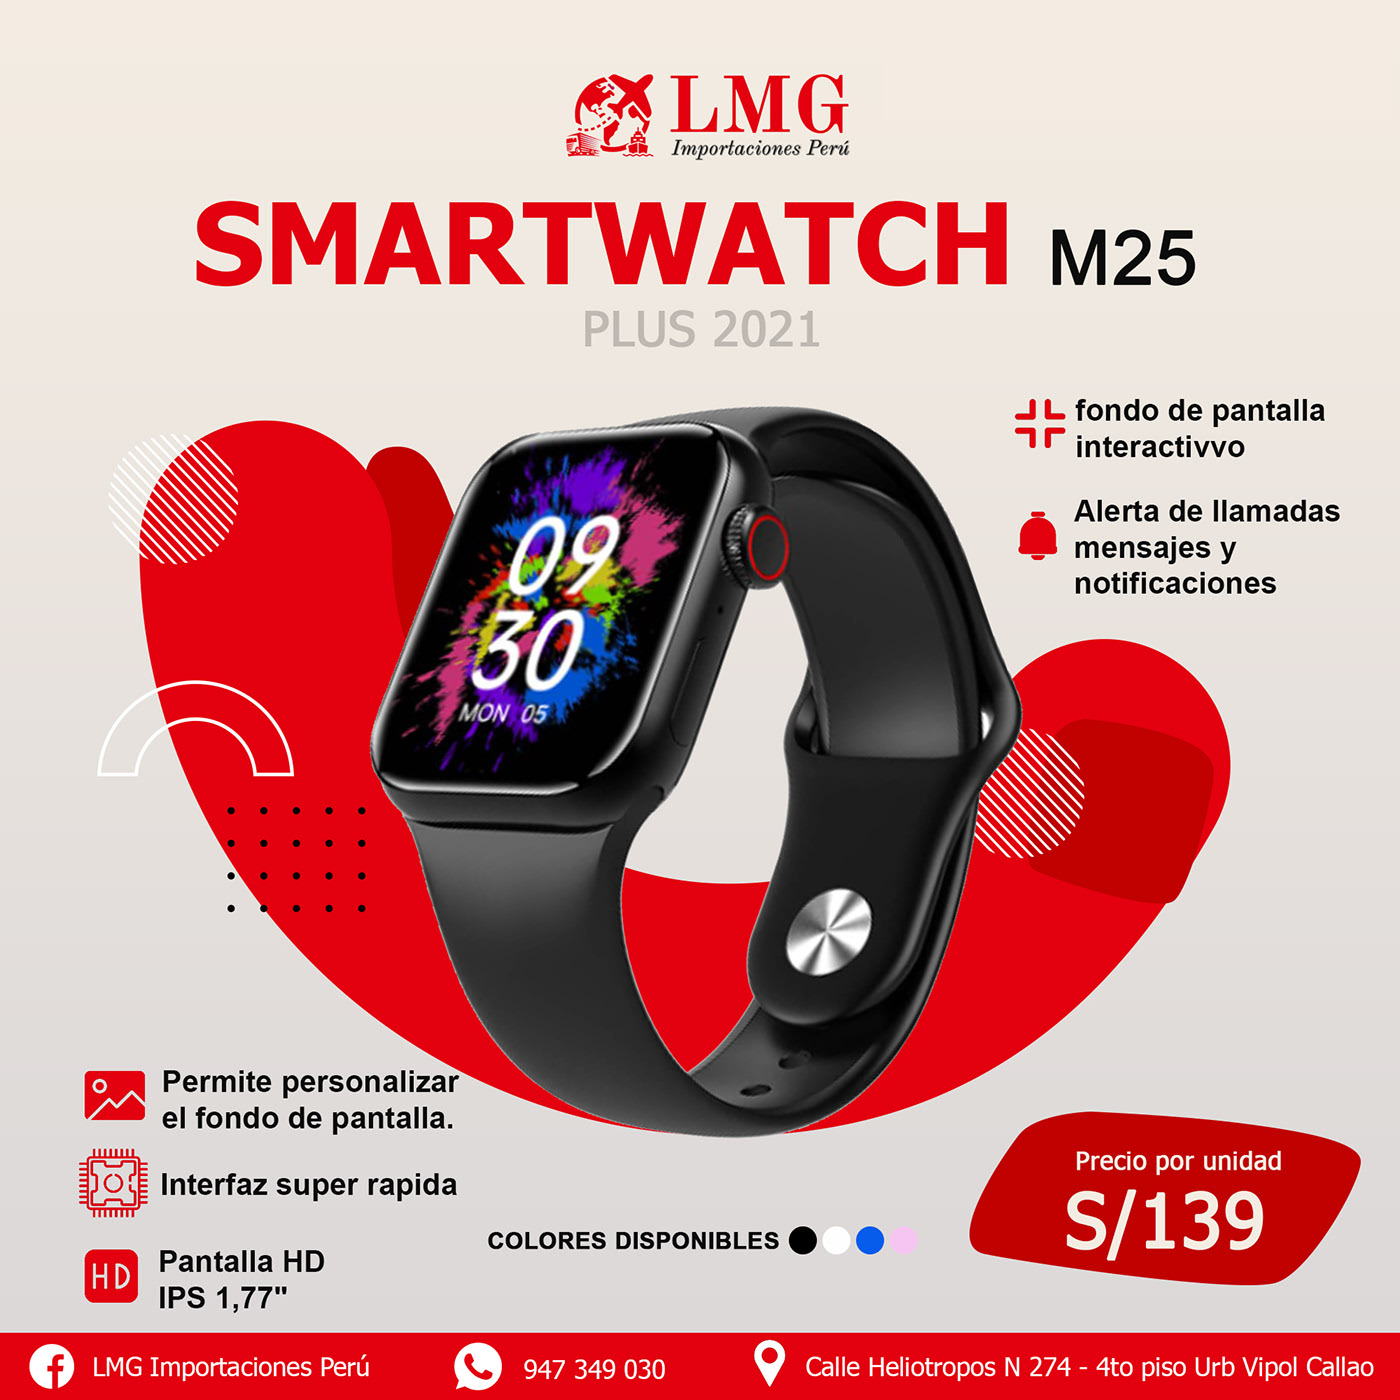 LMG
Importaciones Perú
SMARTWATCH M25
PLUS 2021
fondo de pantalla
interactivvo
Alerta de llamadas
mensajes y
notificaciones
09
30
MON 05
Permite personalizar
el fondo de pantalla.
Interfaz super rapida
HD
Pantalla HD
IPS 1,77"
COLORES DISPONIBLES
Precio por unidad
S/139
LMG Importaciones Perú
947 349 030
Calle Heliotropos N 274 - 4to piso Urb Vipol Callao